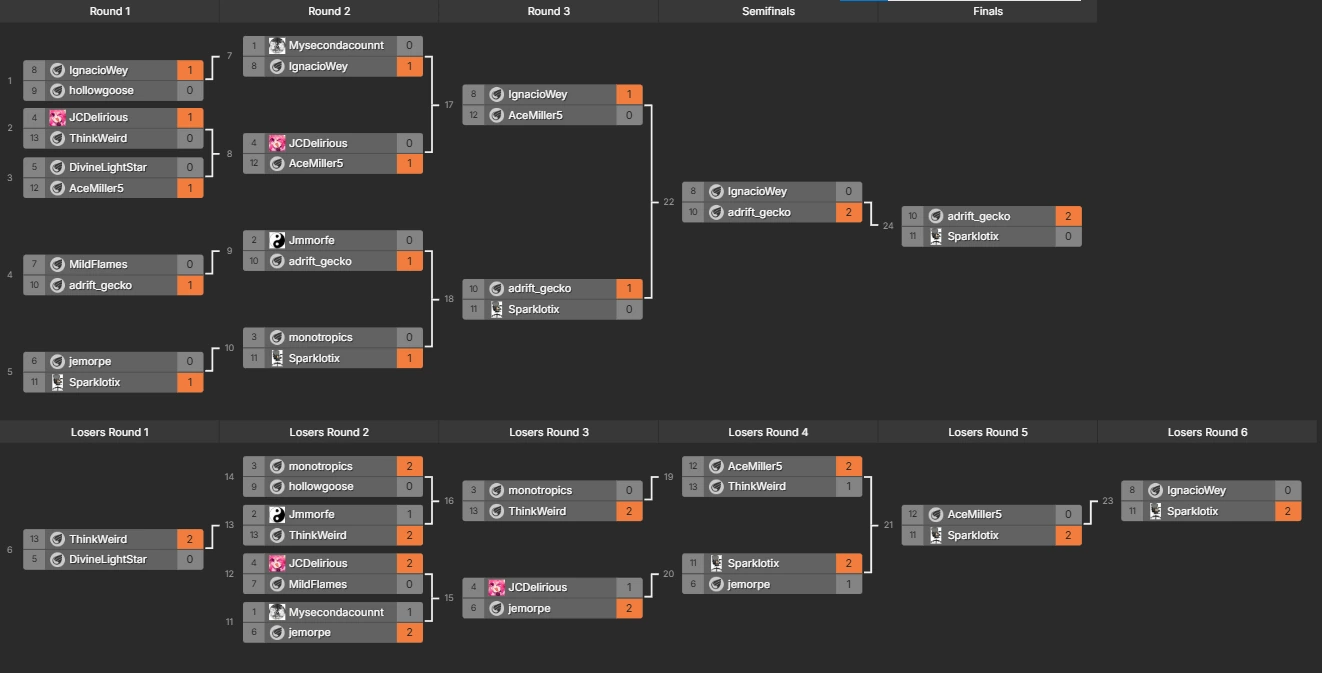 Round 1 Round 2 Round 3 Semifinals Finals
1
8 IgnacioWey 1
9 hollowgoose 0
2
4 JCDelirious 1
13 ThinkWeird 0
3
5 DivineLightStar 0
12 AceMiller5 1
4
7 MildFlames 0
10 adrift_gecko 1
5
6 jemorpe 0
11 Sparklotix 1
7
1 Mysecondacounnt 0
8 IgnacioWey 1
8
4 JCDelirious 0
12 AceMiller5 1
9
2 Jmmorfe 0
10 adrift_gecko 1
10
3 monotropics 0
11 Sparklotix 1
17
8 IgnacioWey 1
12 AceMiller5 0
18
10 adrift_gecko 1
11 Sparklotix 0
22
8 IgnacioWey 0
10 adrift_gecko 2
24
10 adrift_gecko 2
11 Sparklotix 0
Losers Round 1 Losers Round 2 Losers Round 3 Losers Round 4 Losers Round 5 Losers Round 6
6
13 ThinkWeird 2
5 DivineLightStar 0
14
3 monotropics 2
9 hollowgoose 0
13
2 Jmmorfe 1
13 ThinkWeird 2
12
4 JCDelirious 2
7 MildFlames 0
11
1 Mysecondacounnt 1
6 jemorpe 2
16
3 monotropics 0
13 ThinkWeird 2
15
4 JCDelirious 1
6 jemorpe 2
19
12 AceMiller5 2
13 ThinkWeird 1
20
11 Sparklotix 2
6 jemorpe 1
21
12 AceMiller5 0
11 Sparklotix 2
23
8 IgnacioWey 0
11 Sparklotix 2